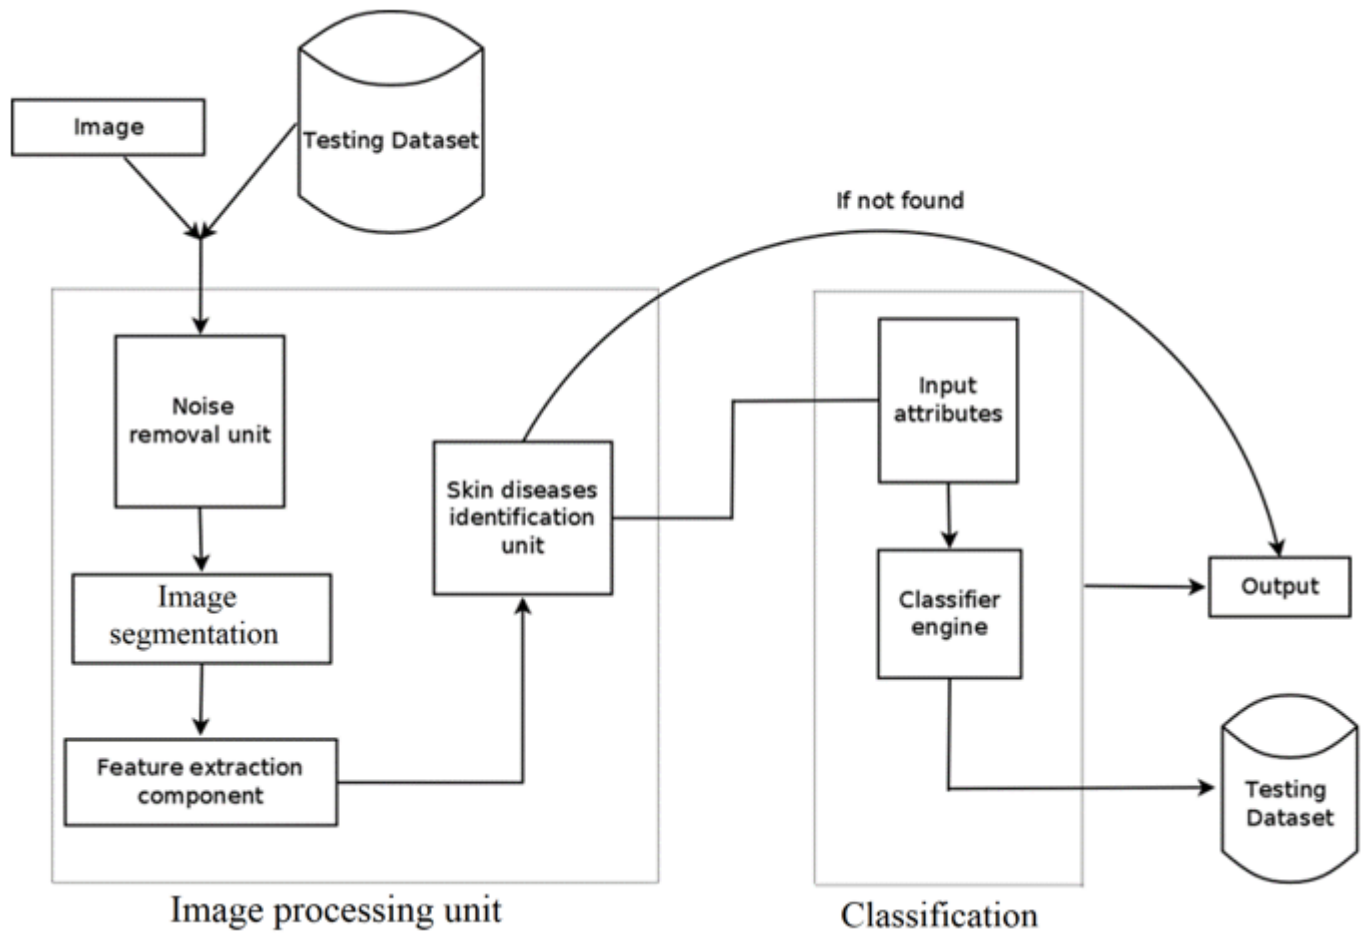 Image
Testing Dataset
If not found
Noise
removal unit
Image
segmentation
Feature extraction
component
Skin diseases
identification
unit
Input
attributes
Classifier
engine
Output
Testing
Dataset
Image processing unit
Classification